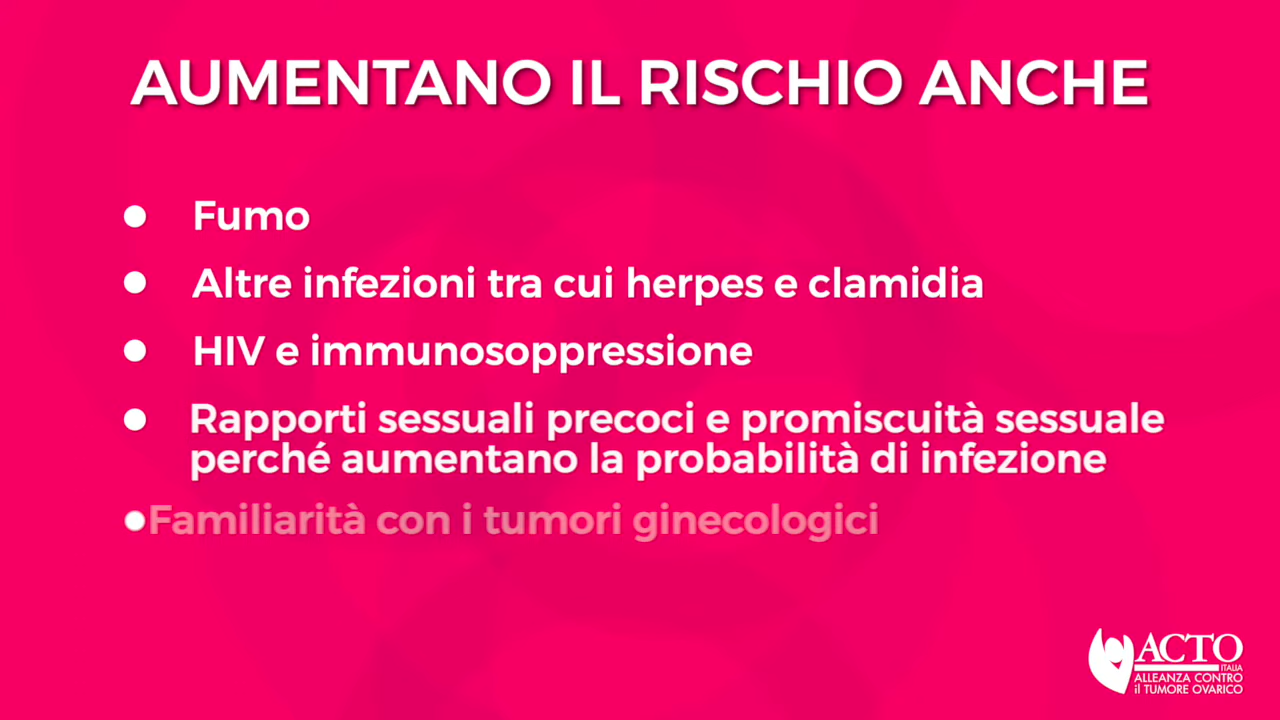 AUMENTANO IL RISCHIO ANCHE
Fumo
Altre infezioni tra cui herpes e clamidia
HIV e immunosoppressione
Rapporti sessuali precoci e promiscuità sessuale
perché aumentano la probabilità di infezione
Familiarità con i tumori ginecologici
ACTO
ITALIA
ALLEANZA CONTRO
il TUMORE OVARICO